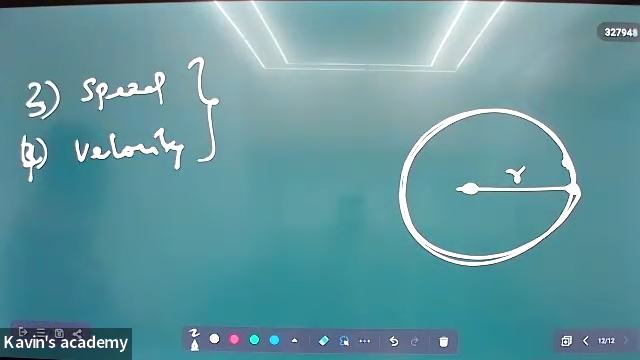 327948
3) Speed
4) Velocity
r
Kavin's academy
12/12